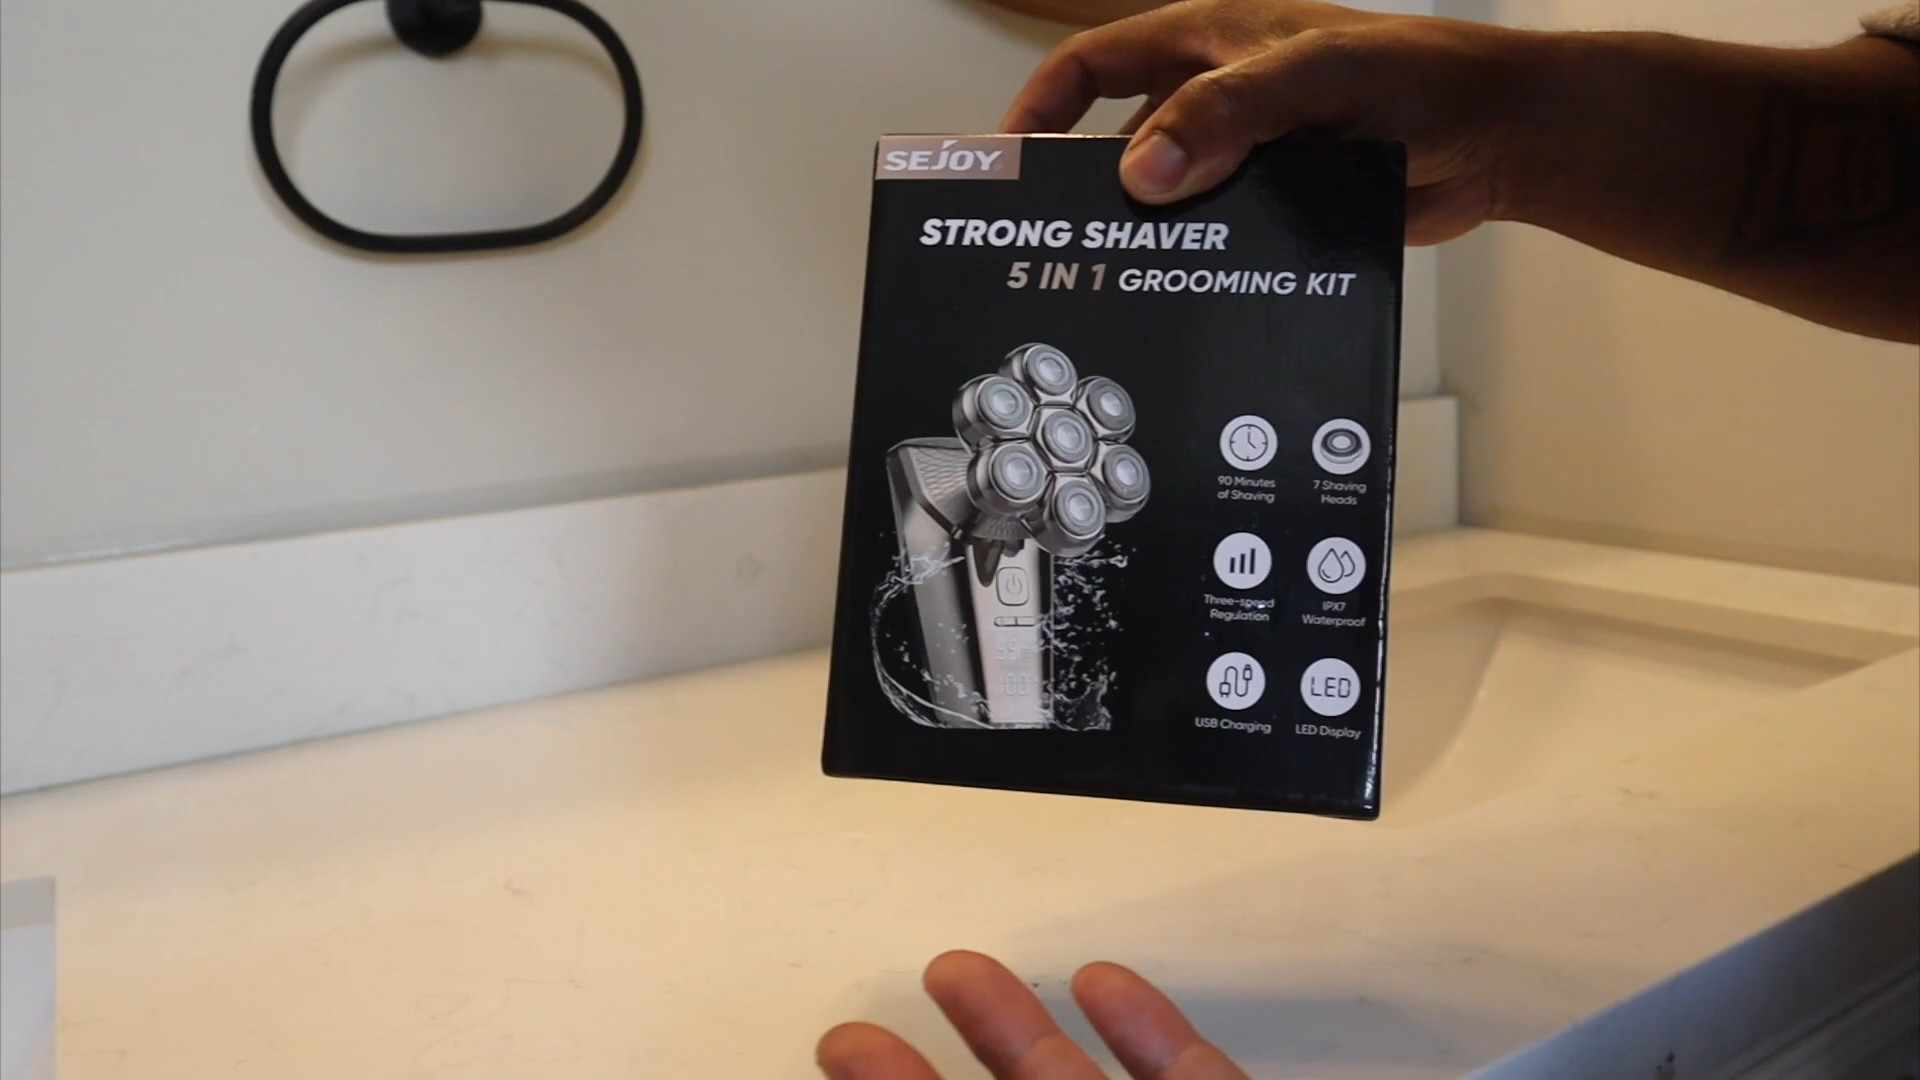 SEJOY
STRONG SHAVER
5 IN 1 GROOMING KIT
90 Minutes
of Shaving
7 Shaving
Heads
Three-speed
Regulation
IPX7
Waterproof
USB Charging
LED
LED Display
100